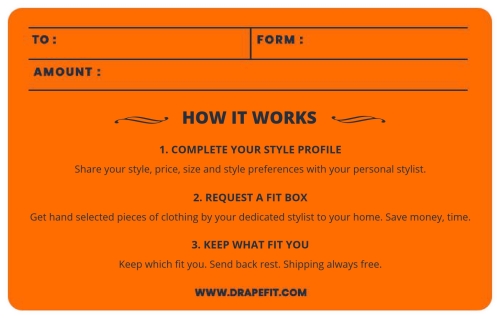 TO :
FORM :
AMOUNT :
HOW IT WORKS
1. COMPLETE YOUR STYLE PROFILE
Share your style, price, size and style preferences with your personal stylist.
2. REQUEST A FIT BOX
Get hand selected pieces of clothing by your dedicated stylist to your home. Save money, time.
3. KEEP WHAT FIT YOU
Keep which fit you. Send back rest. Shipping always free.
WWW.DRAPEFIT.COM